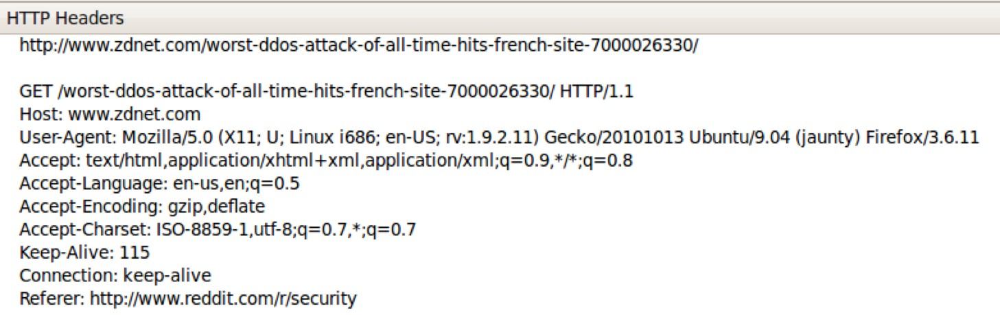 HTTP Headers
http://www.zdnet.com/worst-ddos-attack-of-all-time-hits-french-site-7000026330/
GET /worst-ddos-attack-of-all-time-hits-french-site-7000026330/ HTTP/1.1
Host: www.zdnet.com
User-Agent: Mozilla/5.0 (X11; U; Linux i686; en-US; rv:1.9.2.11) Gecko/20101013 Ubuntu/9.04 (jaunty) Firefox/3.6.11
Accept: text/html,application/xhtml+xml,application/xml;q=0.9,*/*;q=0.8
Accept-Language: en-us,en;q=0.5
Accept-Encoding: gzip,deflate
Accept-Charset: ISO-8859-1,utf-8;q=0.7,*;q=0.7
Keep-Alive: 115
Connection: keep-alive
Referer: http://www.reddit.com/r/security